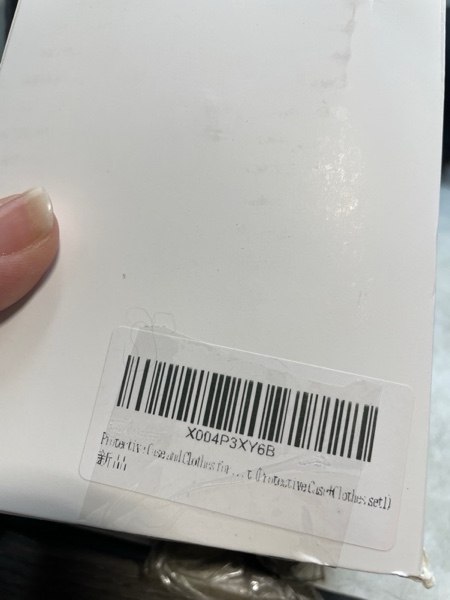 X004P3XY6B
Protective Case and Clothes for ... t (Protective Case+Clothes set1)
新品